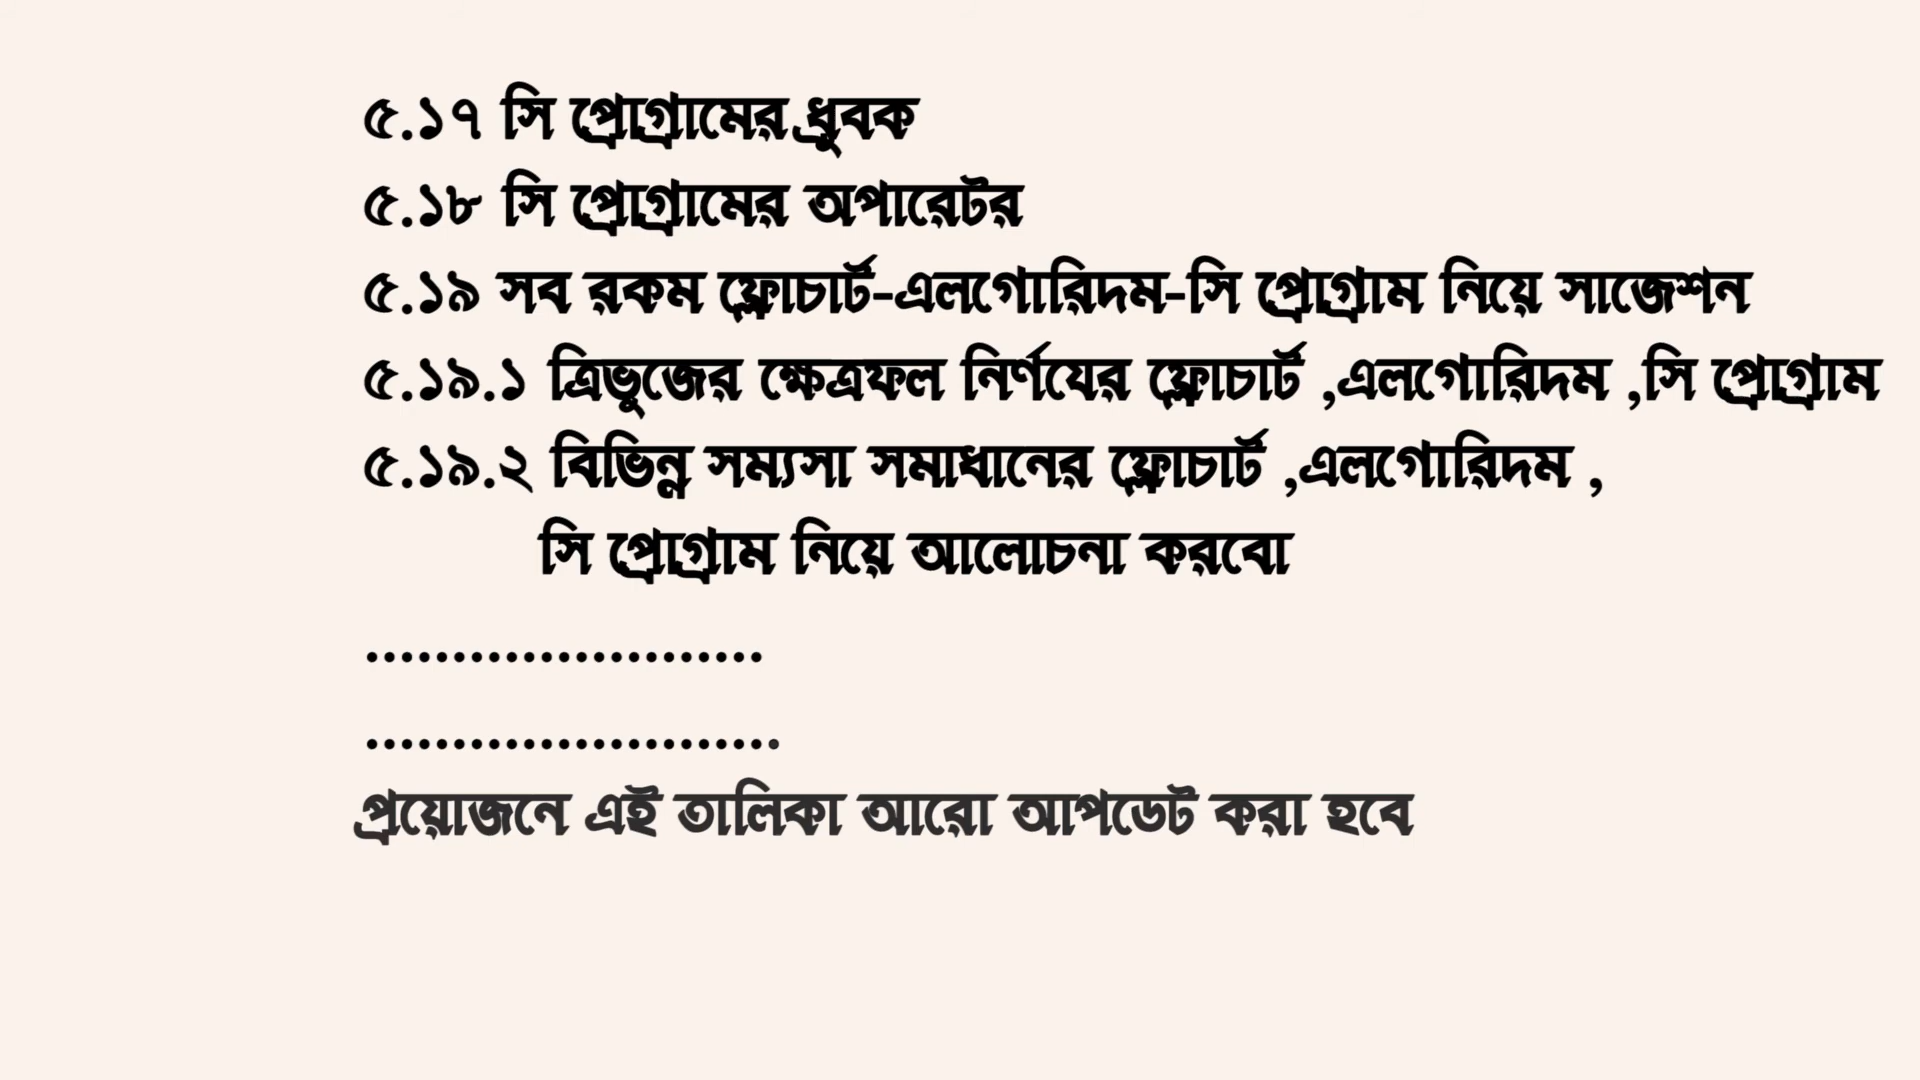 ৫.১৭ সি প্রোগ্রামের ধ্রুবক
৫.১৮ সি প্রোগ্রামের অপারেটর
৫.১৯ সব রকম ফ্লোচার্ট-এলগোরিদম-সি প্রোগ্রাম নিয়ে সাজেশন
৫.১৯.১ ত্রিভুজের ক্ষেত্রফল নির্ণযের ফ্লোচার্ট ,এলগোরিদম ,সি প্রোগ্রাম
৫.১৯.২ বিভিন্ন সম্যসা সমাধানের ফ্লোচার্ট ,এলগোরিদম ,
সি প্রোগ্রাম নিয়ে আলোচনা করবো
.......................
........................
প্রয়োজনে এই তালিকা আরো আপডেট করা হবে